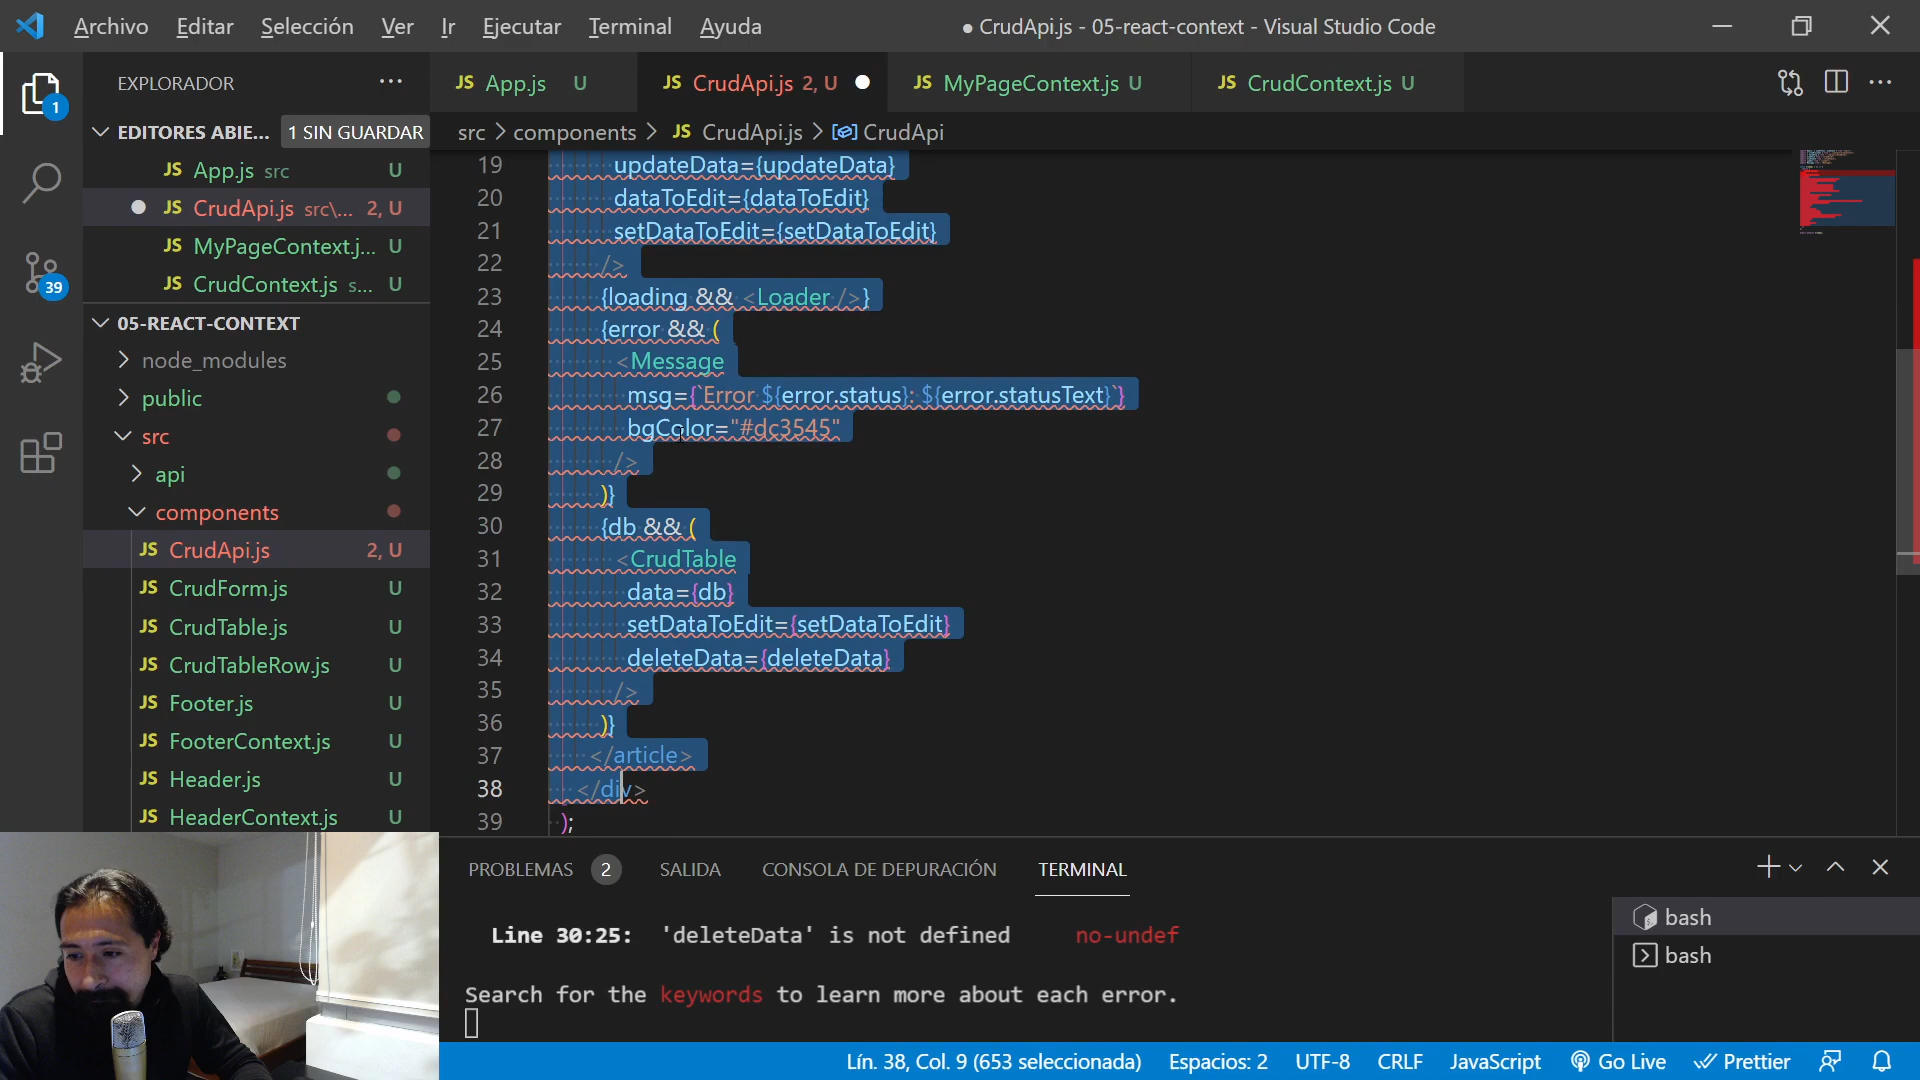 Archivo Editar Selección Ver Ir Ejecutar Terminal Ayuda
● CrudApi.js - 05-react-context - Visual Studio Code
EXPLORADOR
JS App.js U
JS CrudApi.js 2, U
JS MyPageContext.js U
JS CrudContext.js U
EDITORES ABIE... 1 SIN GUARDAR
src > components > JS CrudApi.js > CrudApi
JS App.js src U
JS CrudApi.js src\... 2, U
JS MyPageContext.j... U
JS CrudContext.js s... U
05-REACT-CONTEXT
node_modules
public
src
api
components
JS CrudApi.js 2, U
JS CrudForm.js U
JS CrudTable.js U
JS CrudTableRow.js U
JS Footer.js U
JS FooterContext.js U
JS Header.js U
JS HeaderContext.js U
1
39
19 updateData={updateData}
20 dataToEdit={dataToEdit}
21 setDataToEdit={setDataToEdit}
22 />
23 {loading && <Loader />}
24 {error && (
25 <Message
26 msg={`Error ${error.status}: ${error.statusText}`}
27 bgColor="#dc3545"
28 />
29 )}
30 {db && (
31 <CrudTable
32 data={db}
33 setDataToEdit={setDataToEdit}
34 deleteData={deleteData}
35 />
36 )}
37 </article>
38 </div>
39 );
PROBLEMAS 2 SALIDA CONSOLA DE DEPURACIÓN TERMINAL
Line 30:25: 'deleteData' is not defined no-undef
Search for the keywords to learn more about each error.
bash
bash
Lín. 38, Col. 9 (653 seleccionada) Espacios: 2 UTF-8 CRLF JavaScript Go Live Prettier